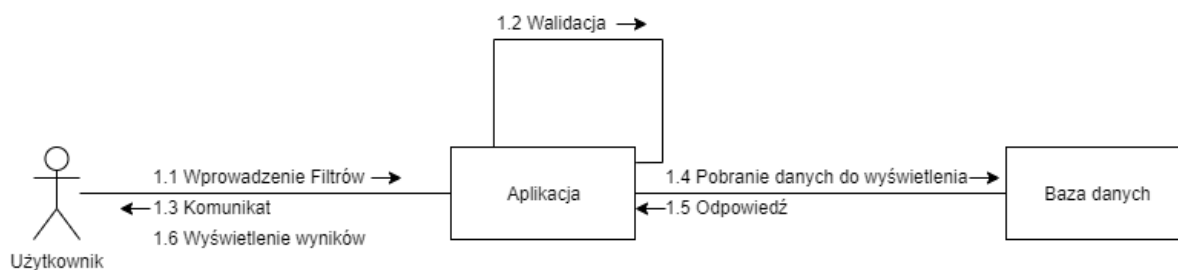 1.2 Walidacja
1.1 Wprowadzenie Filtrów
1.3 Komunikat
1.6 Wyświetlenie wyników
Użytkownik
Aplikacja
1.4 Pobranie danych do wyświetlenia
1.5 Odpowiedź
Baza danych